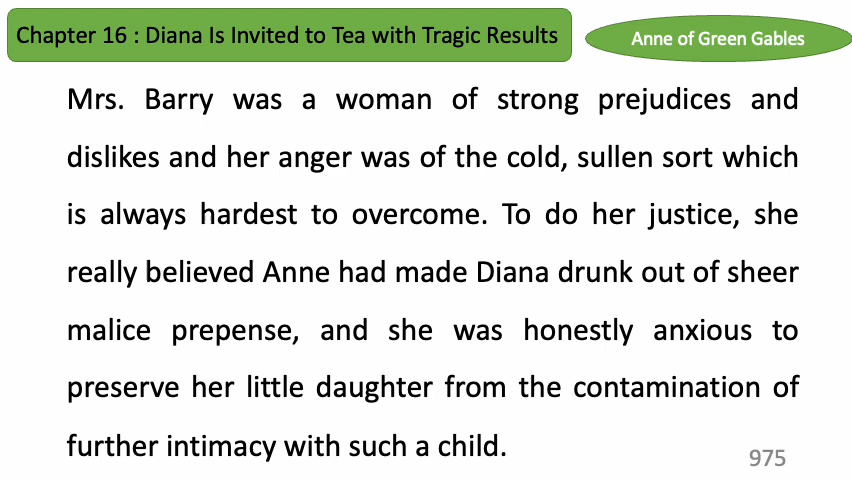 Chapter 16 : Diana Is Invited to Tea with Tragic Results
Anne of Green Gables
Mrs. Barry was a woman of strong prejudices and
dislikes and her anger was of the cold, sullen sort which
is always hardest to overcome. To do her justice, she
really believed Anne had made Diana drunk out of sheer
malice prepense, and she was honestly anxious to
preserve her little daughter from the contamination of
further intimacy with such a child.
975